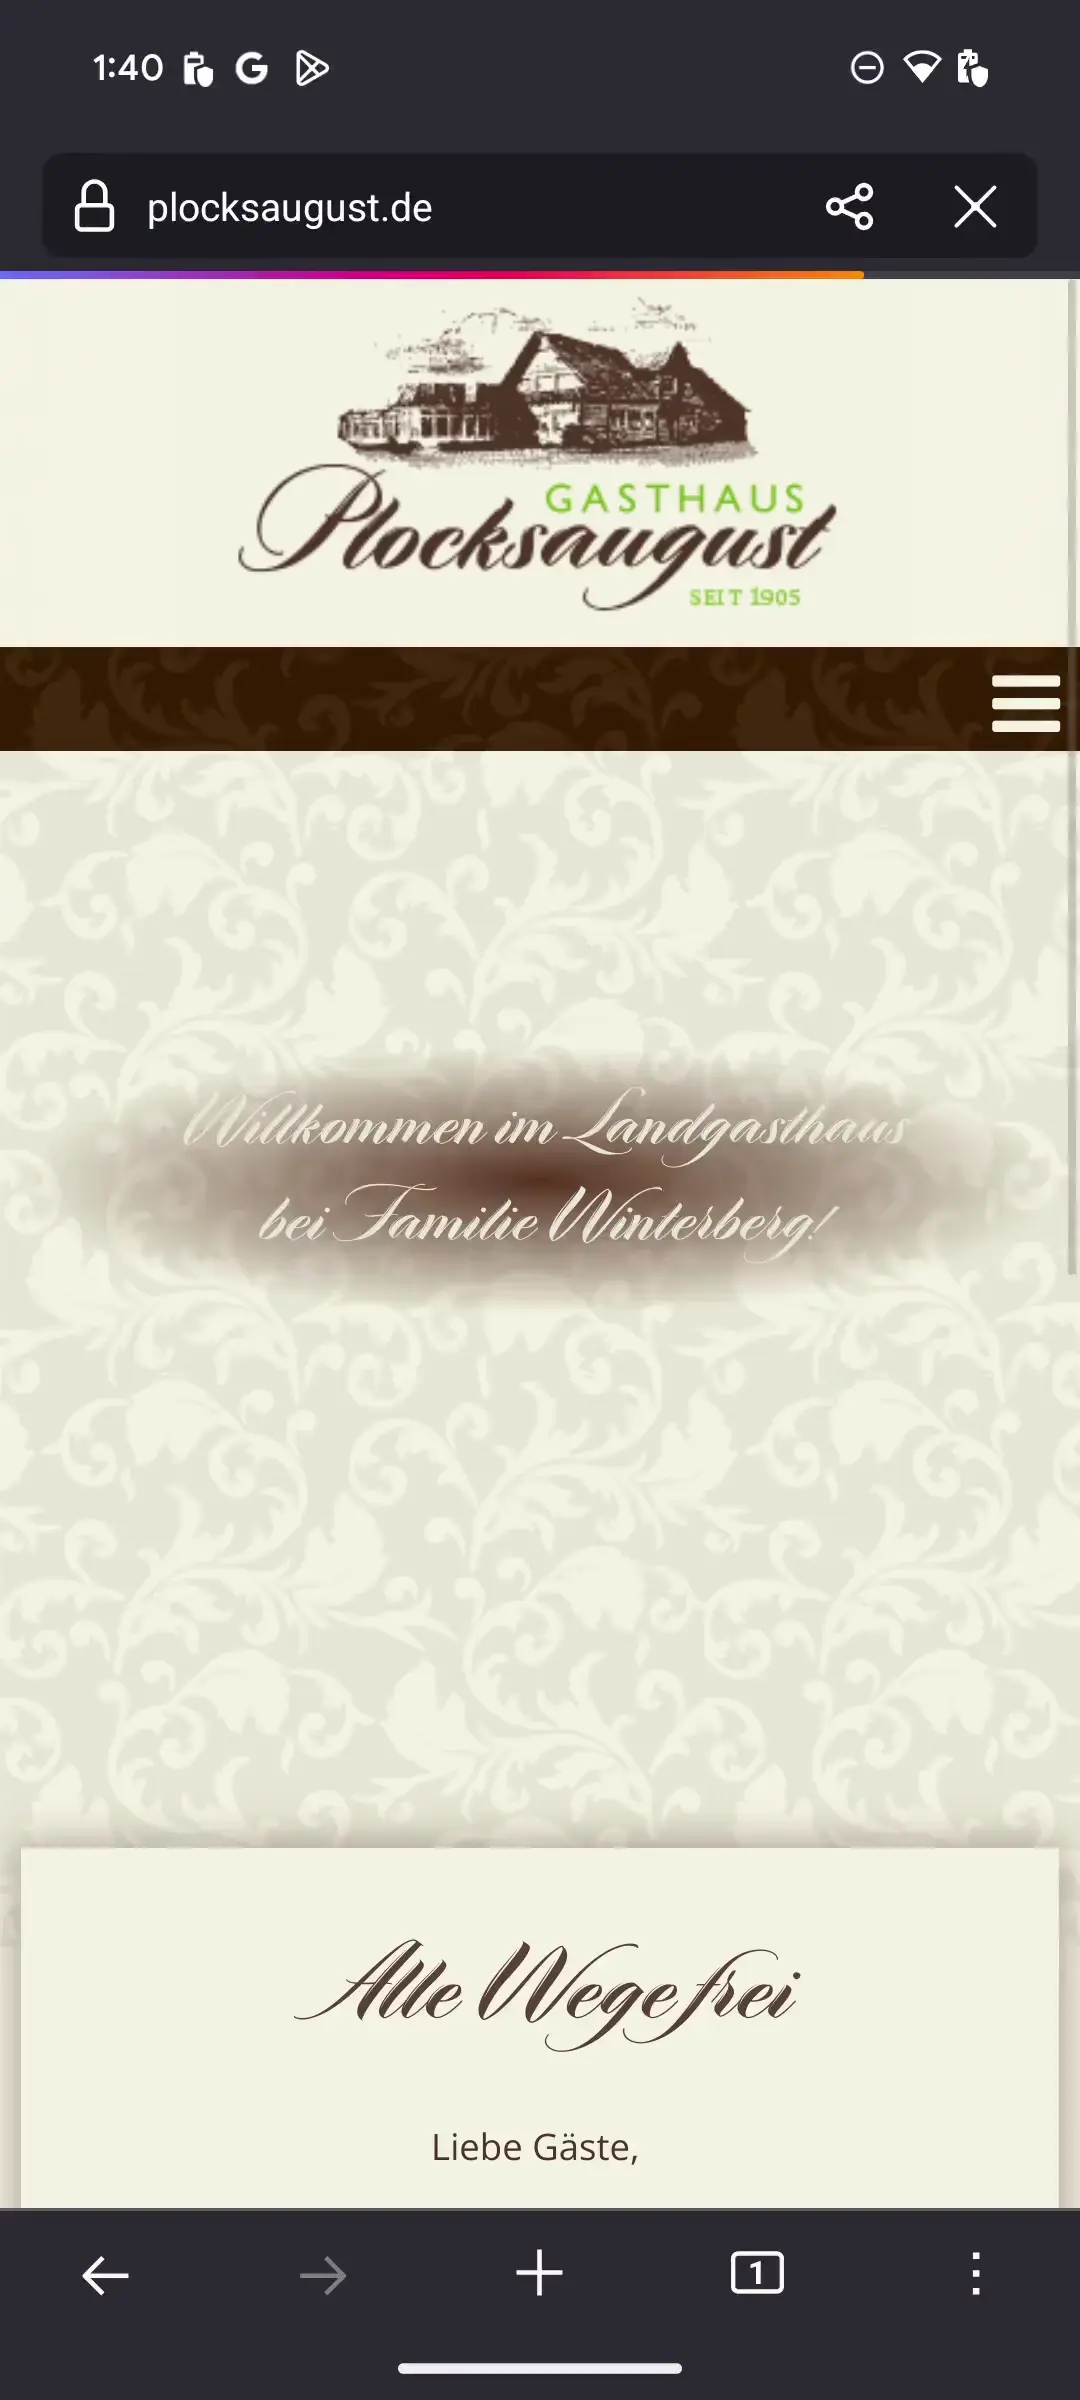 1:40
plocksaugust.de
GASTHAUS
Plocksaugust
SEIT 1905
Willkommen im Landgasthaus
bei Familie Winterberg!
Alle Wege frei
Liebe Gäste,
1